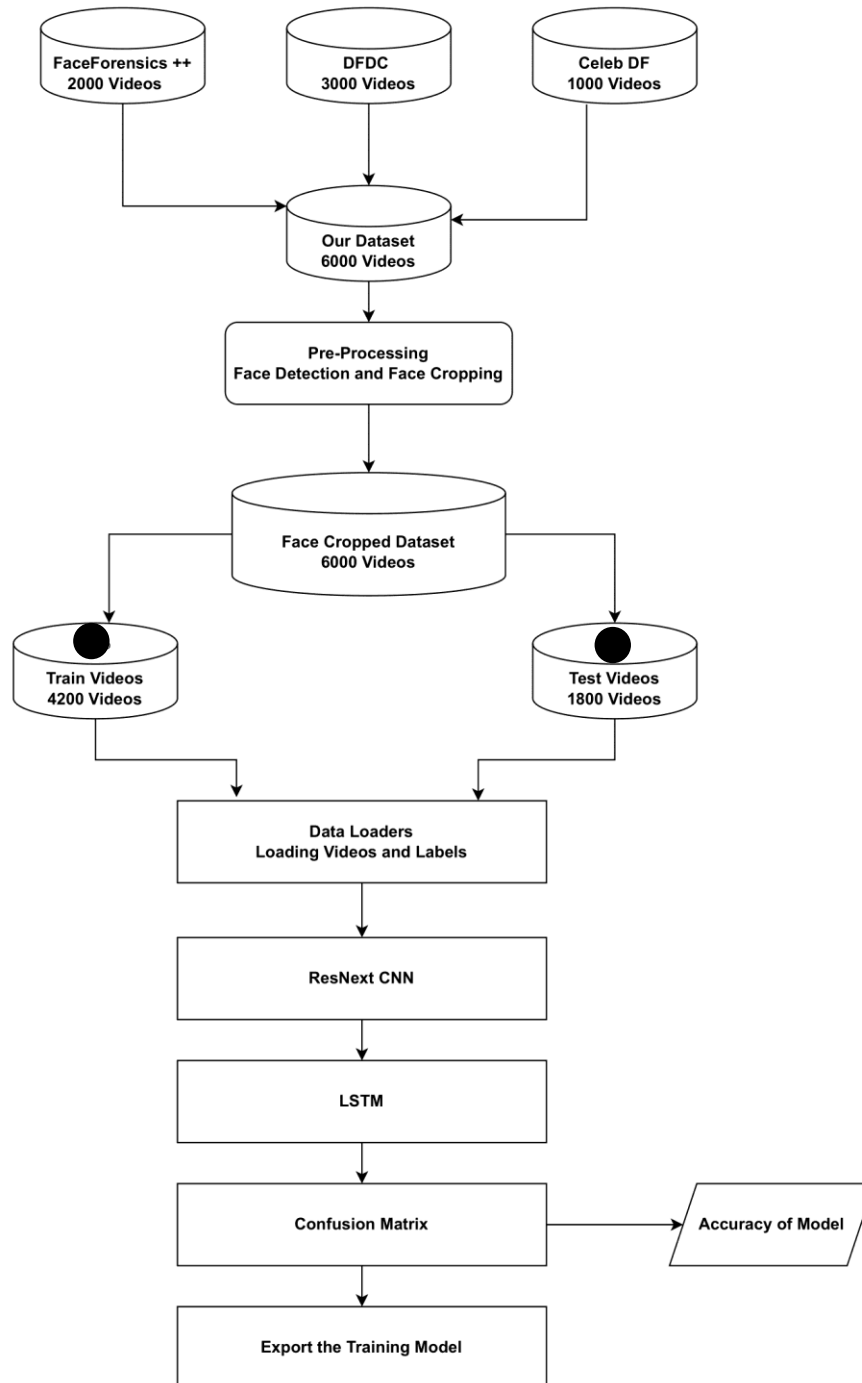 FaceForensics ++
2000 Videos
DFDC
3000 Videos
Celeb DF
1000 Videos
Our Dataset
6000 Videos
Pre-Processing
Face Detection and Face Cropping
Face Cropped Dataset
6000 Videos
Train Videos
4200 Videos
Test Videos
1800 Videos
Data Loaders
Loading Videos and Labels
ResNext CNN
LSTM
Confusion Matrix
Accuracy of Model
Export the Training Model